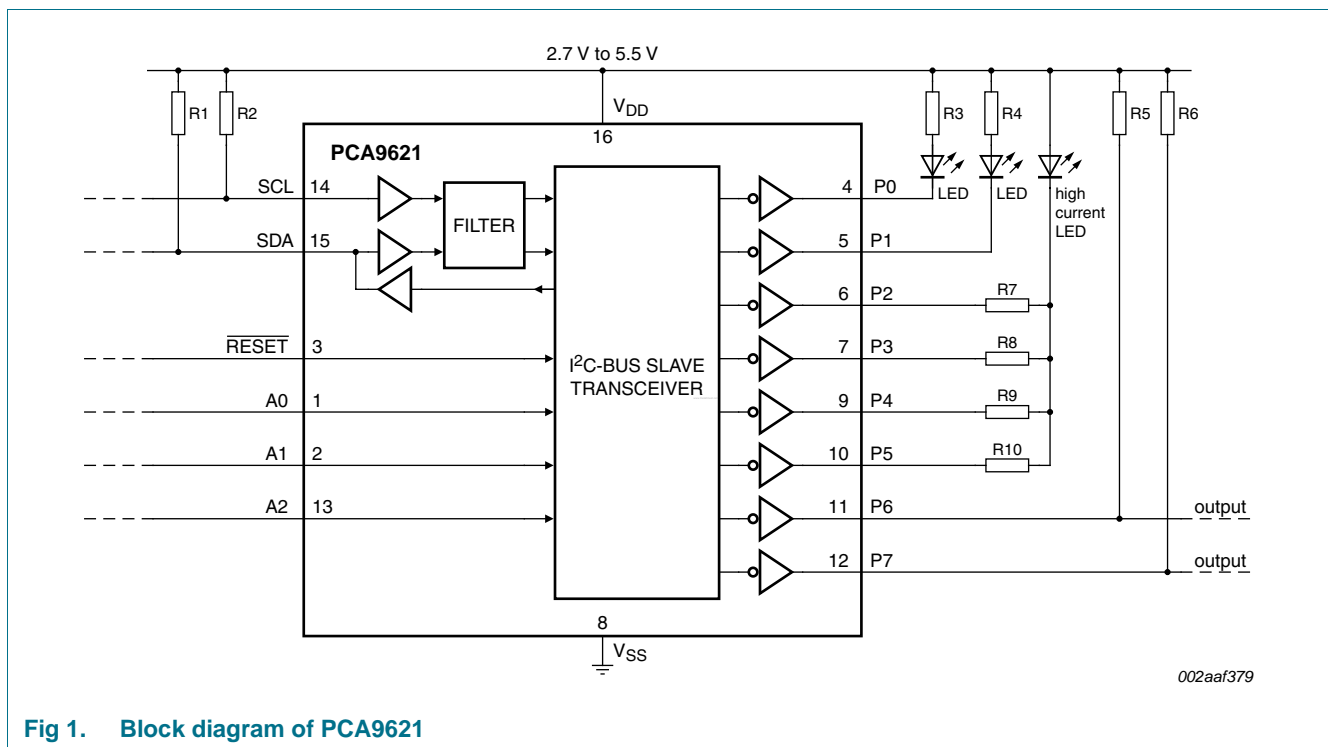 2.7 V to 5.5 V
R1
R2
VDD
16
R3
R4
R5
R6
PCA9621
SCL 14
4 P0
LED
LED
high
current
LED
FILTER
SDA 15
5 P1
6 P2
R7
RESET 3
7 P3
R8
I2C-BUS SLAVE
TRANSCEIVER
A0 1
9 P4
R9
A1 2
10 P5
R10
A2 13
11 P6
output
12 P7
output
8
VSS
002aaf379
Fig 1. Block diagram of PCA9621